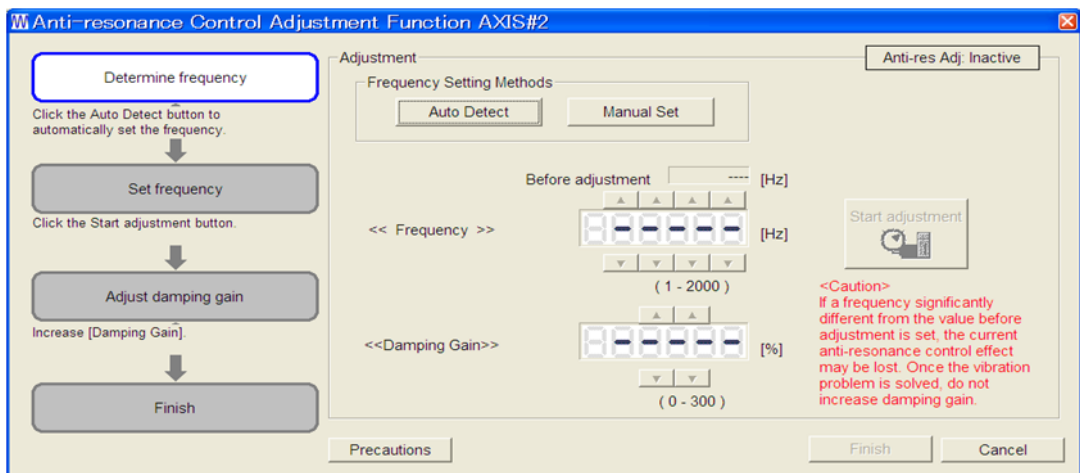 Anti-resonance Control Adjustment Function AXIS#2
Determine frequency
Click the Auto Detect button to
automatically set the frequency.
Set frequency
Click the Start adjustment button.
Adjust damping gain
Increase [Damping Gain].
Finish
Adjustment
Anti-res Adj: Inactive
Frequency Setting Methods
Auto Detect
Manual Set
Before adjustment ---- [Hz]
<< Frequency >> ----- [Hz]
( 1 - 2000 )
<<Damping Gain>> ----- [%]
( 0 - 300 )
Start adjustment
<Caution>
If a frequency significantly
different from the value before
adjustment is set, the current
anti-resonance control effect
may be lost. Once the vibration
problem is solved, do not
increase damping gain.
Precautions
Finish
Cancel